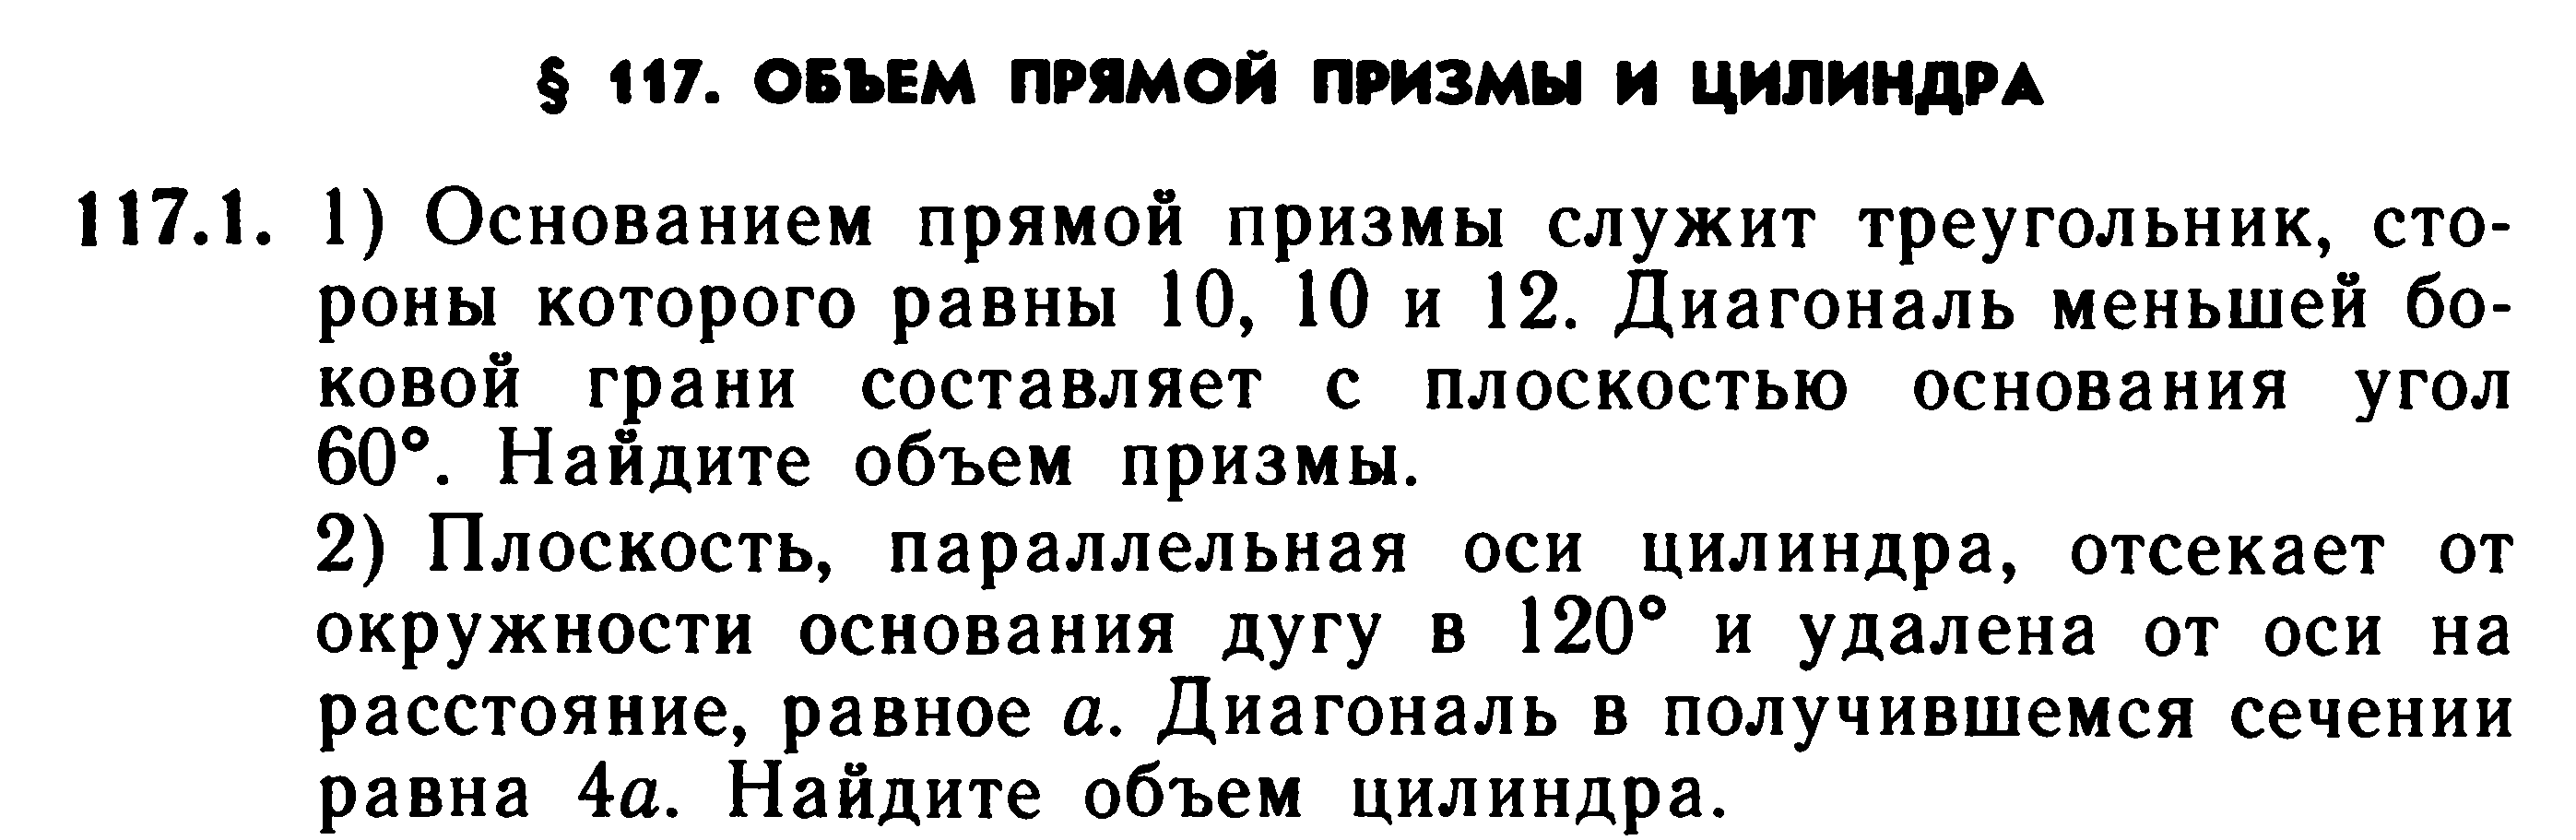 § 117. ОБЪЕМ ПРЯМОЙ ПРИЗМЫ И ЦИЛИНДРА
117.1. 1) Основанием прямой призмы служит треугольник, сто-
роны которого равны 10, 10 и 12. Диагональ меньшей бо-
ковой грани составляет с плоскостью основания угол
60°. Найдите объем призмы.
2) Плоскость, параллельная оси цилиндра, отсекает от
окружности основания дугу в 120° и удалена от оси на
расстояние, равное a. Диагональ в получившемся сечении
равна 4a. Найдите объем цилиндра.